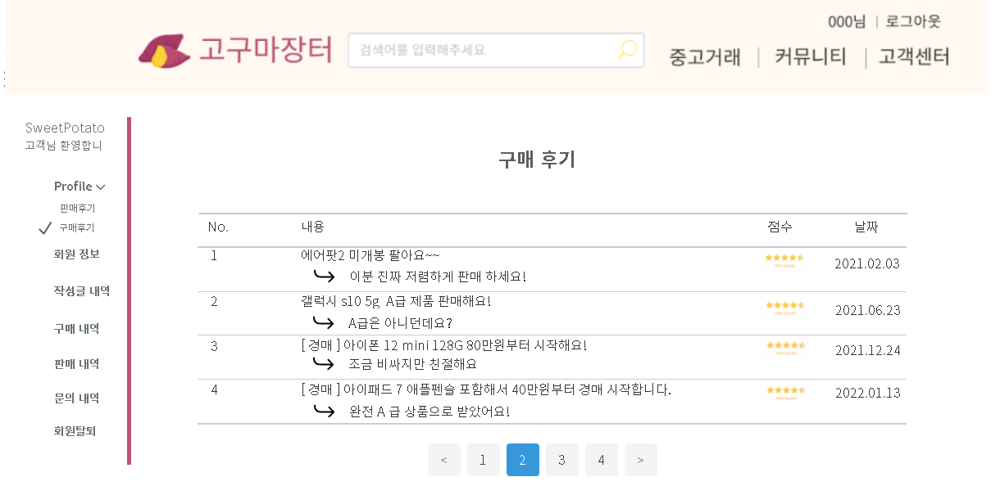 000님 | 로그아웃
고구마장터
검색어를 입력해주세요
중고거래 | 커뮤니티 | 고객센터
SweetPotato
고객님 환영합니
Profile
판매후기
구매후기
회원 정보
작성글 내역
구매 내역
판매 내역
문의 내역
회원탈퇴
구매 후기
No. 내용 점수 날짜
1 에어팟2 미개봉 팔아요~~
이분 진짜 저렴하게 판매 하세요! 2021.02.03
2 갤럭시 s10 5g A급 제품 판매해요!
A급은 아니던데요? 2021.06.23
3 [ 경매 ] 아이폰 12 mini 128G 80만원부터 시작해요!
조금 비싸지만 친절해요 2021.12.24
4 [ 경매 ] 아이패드 7 애플펜슬 포함해서 40만원부터 경매 시작합니다.
완전 A 급 상품으로 받았어요! 2022.01.13
< 1 2 3 4 >